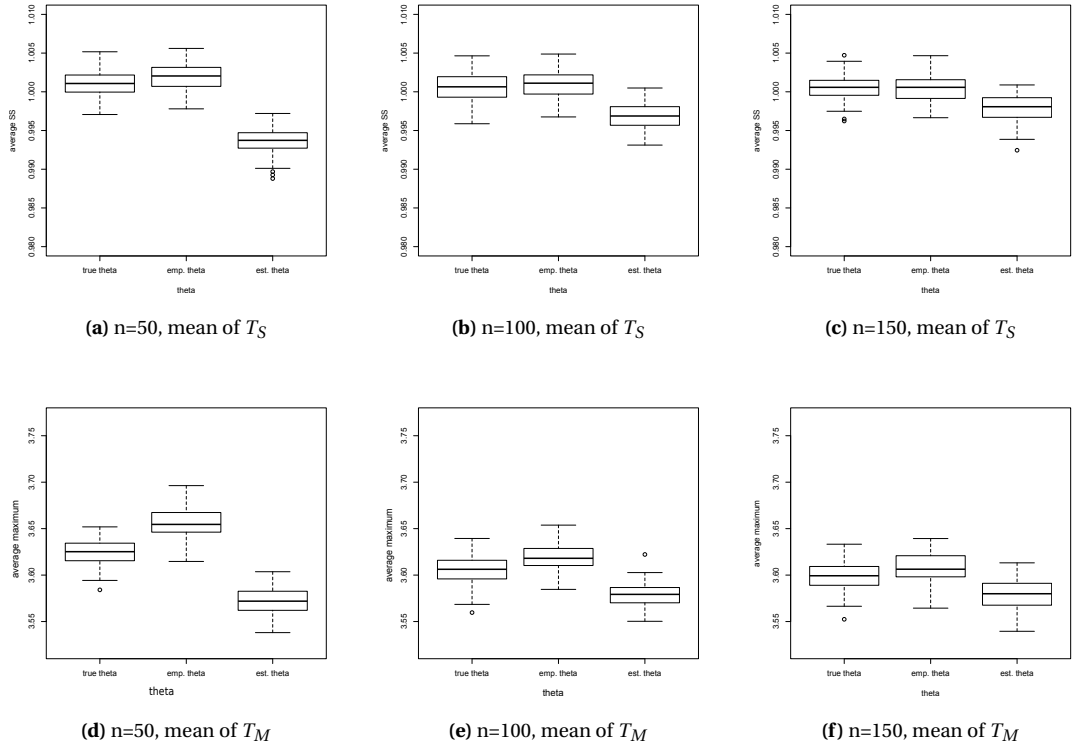 average SS
1.010
1.005
1.000
0.995
0.990
0.985
0.980
true theta
emp. theta
est. theta
theta
(a) n=50, mean of T_S
average SS
1.010
1.005
1.000
0.995
0.990
0.985
0.980
true theta
emp. theta
est. theta
theta
(b) n=100, mean of T_S
average SS
1.010
1.005
1.000
0.995
0.990
0.985
0.980
true theta
emp. theta
est. theta
theta
(c) n=150, mean of T_S
average maximum
3.75
3.70
3.65
3.60
3.55
true theta
emp. theta
est. theta
theta
(d) n=50, mean of T_M
average maximum
3.75
3.70
3.65
3.60
3.55
true theta
emp. theta
est. theta
theta
(e) n=100, mean of T_M
average maximum
3.75
3.70
3.65
3.60
3.55
true theta
emp. theta
est. theta
theta
(f) n=150, mean of T_M